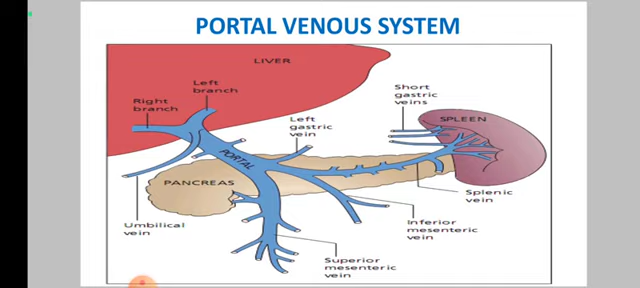 PORTAL VENOUS SYSTEM
LIVER
Left
branch
Right
branch
Short
gastric
veins
Left
gastric
vein
SPLEEN
PORTAL
PANCREAS
Splenic
vein
Umbilical
vein
Inferior
mesenteric
vein
Superior
mesenteric
vein